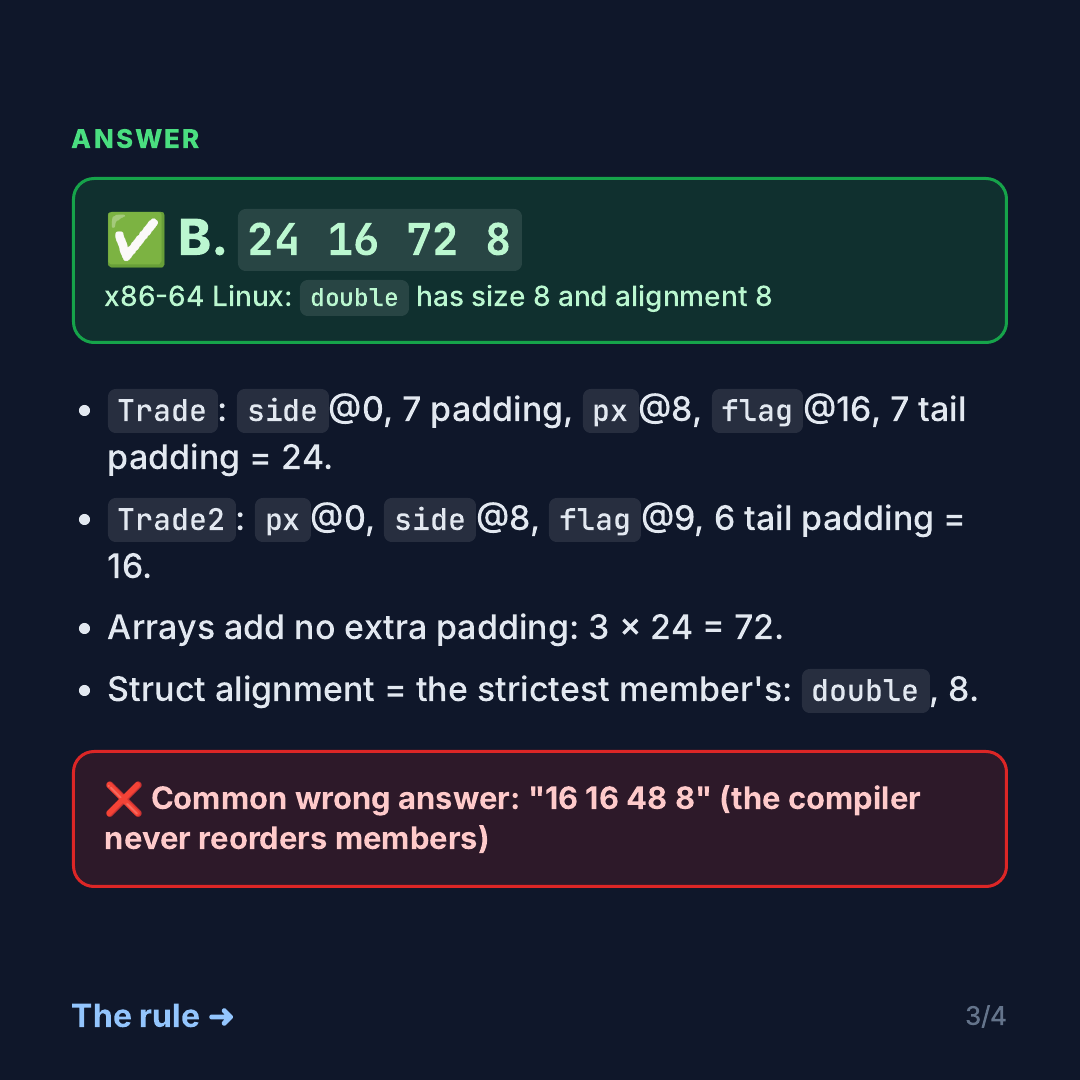 ANSWER
✅ B. 24 16 72 8
x86-64 Linux: double has size 8 and alignment 8
• Trade: side@0, 7 padding, px@8, flag@16, 7 tail
padding = 24.
• Trade2: px@0, side@8, flag@9, 6 tail padding =
16.
• Arrays add no extra padding: 3 × 24 = 72.
• Struct alignment = the strictest member's: double, 8.
❌ Common wrong answer: "16 16 48 8" (the compiler
never reorders members)
The rule ➜
3/4